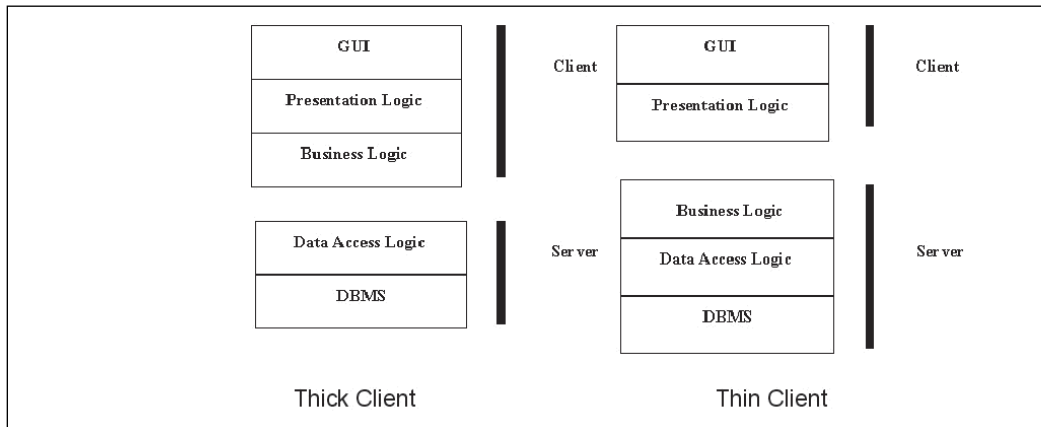 GUI
Presentation Logic
Business Logic
Client
Data Access Logic
DBMS
Server
Thick Client
GUI
Presentation Logic
Client
Business Logic
Data Access Logic
DBMS
Server
Thin Client